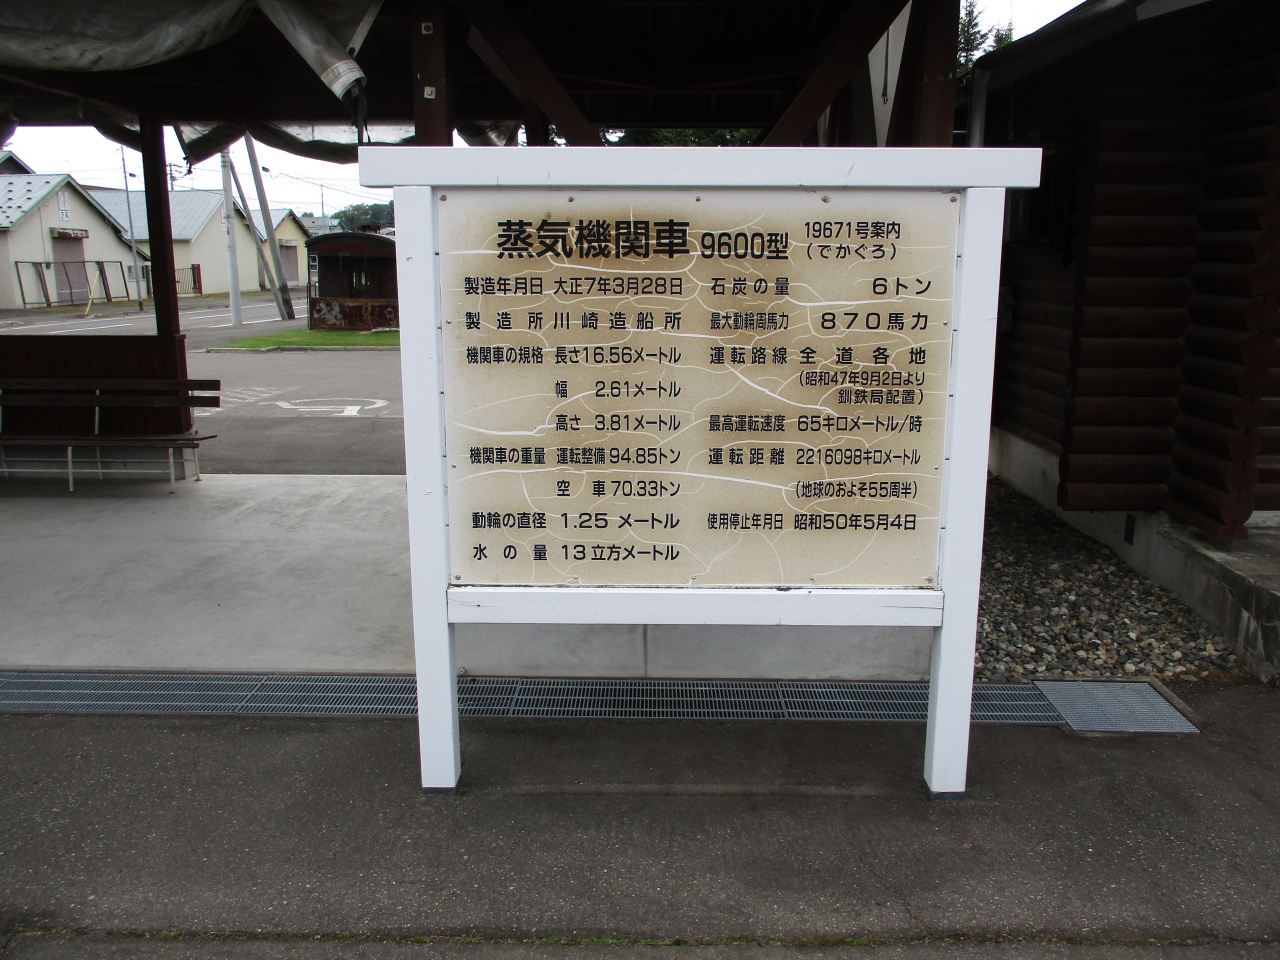 蒸気機関車 9600型 19671号案内
(でかぐろ)
製造年月日 大正7年3月28日
製造所 川崎造船所
機関車の規格 長さ16.56メートル
幅 2.61メートル
高さ 3.81メートル
機関車の重量 運転整備94.85トン
空車70.33トン
動輪の直径 1.25メートル
水の量 13立方メートル
石炭の量 6トン
最大動輪周馬力 870馬力
運転路線 全道各地
(昭和47年9月2日より
釧鉄局配置)
最高運転速度 65キロメートル/時
運転距離 2216098キロメートル
(地球のおよそ55周半)
使用停止年月日 昭和50年5月4日